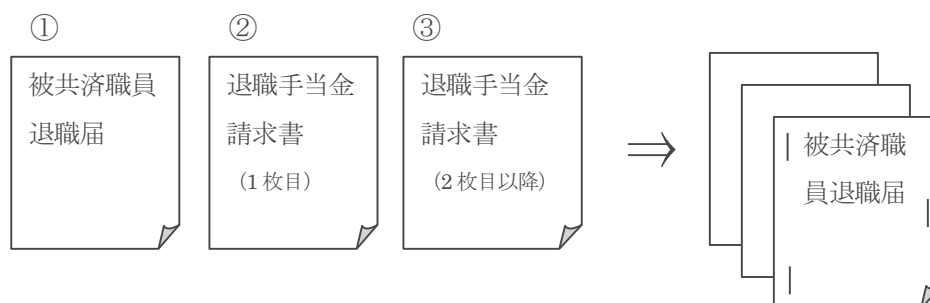 ①
被共済職員
退職届
②
退職手当金
請求書
（1 枚目）
③
退職手当金
請求書
（2 枚目以降）
⇒
被共済職
員退職届